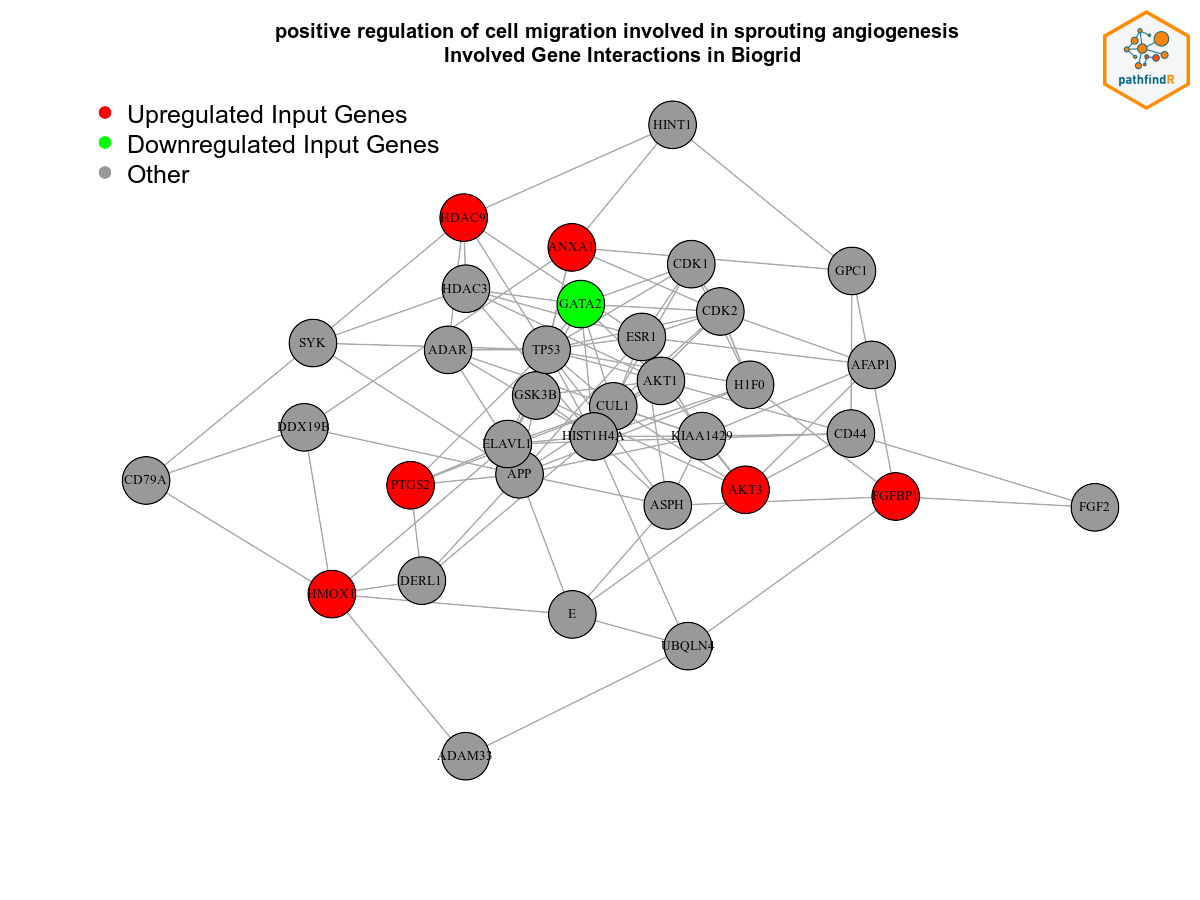 positive regulation of cell migration involved in sprouting angiogenesis
Involved Gene Interactions in Biogrid
pathfindR
Upregulated Input Genes
Downregulated Input Genes
Other
HINT1
HDAC9
ANXA1
CDK1
GPC1
HDAC3
GATA2
CDK2
ESR1
SYK
ADAR
TP53
AFAP1
AKT1
H1F0
GSK3B
CUL1
DDX19B
HIST1H4A
KIAA1429
CD44
ELAVL1
APP
CD79A
PTGS2
AKT3
FGFBP1
ASPH
FGF2
DERL1
HMOX1
E
UBQLN4
ADAM33